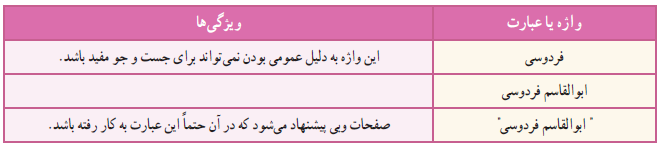 واژه یا عبارت ویژگی‌ها
فردوسی این واژه به دلیل عمومی بودن نمی‌تواند برای جست و جو مفید باشد.
ابوالقاسم فردوسی
"ابوالقاسم فردوسی" صفحات وبی پیشنهاد می‌شود که در آن حتماً این عبارت به کار رفته باشد.